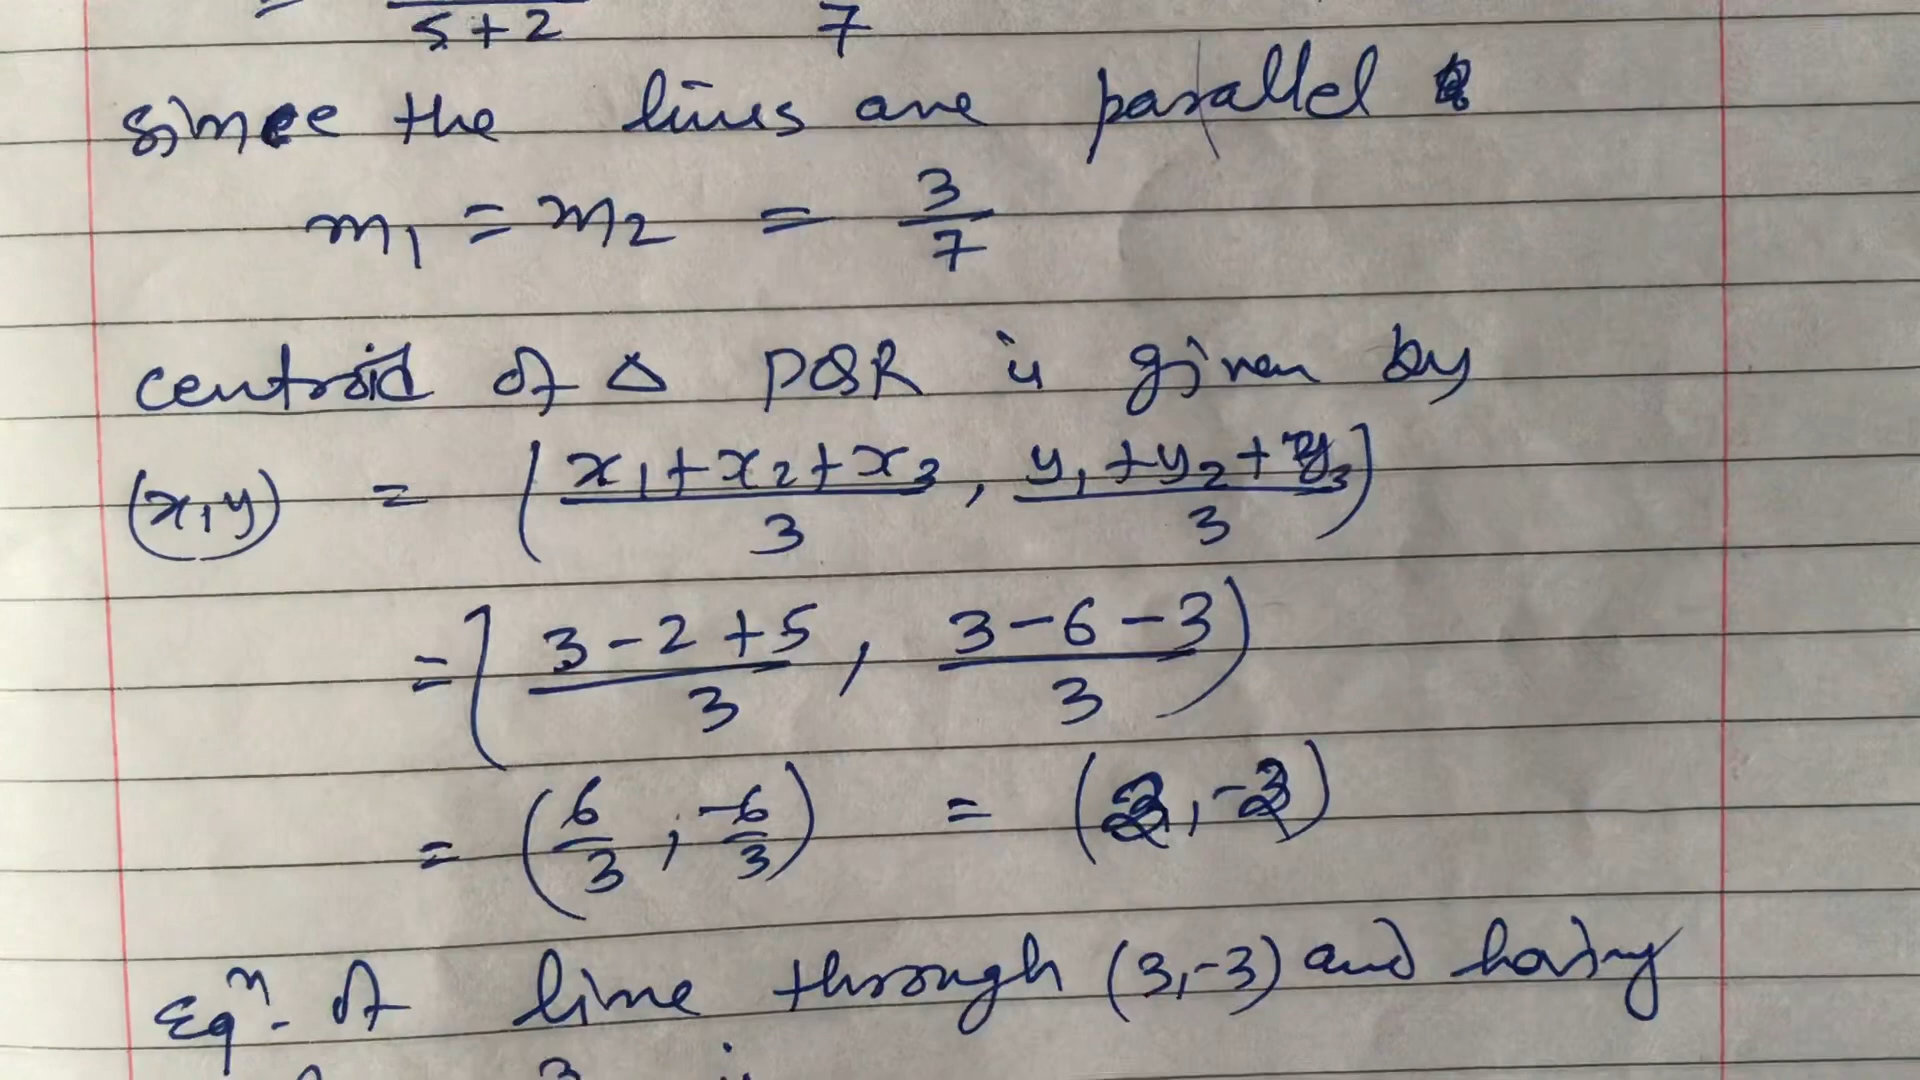 = 5+2 7
since the lines are parallel
m1 = m2 = 3/7
centroid of △ PQR is given by
(x,y) = (x1+x2+x3/3, y1+y2+y3/3)
= (3-2+5/3, 3-6-3/3)
= (6/3, -6/3) = (2,-2)
Eqn. of line through (3,-3) and having
3 is